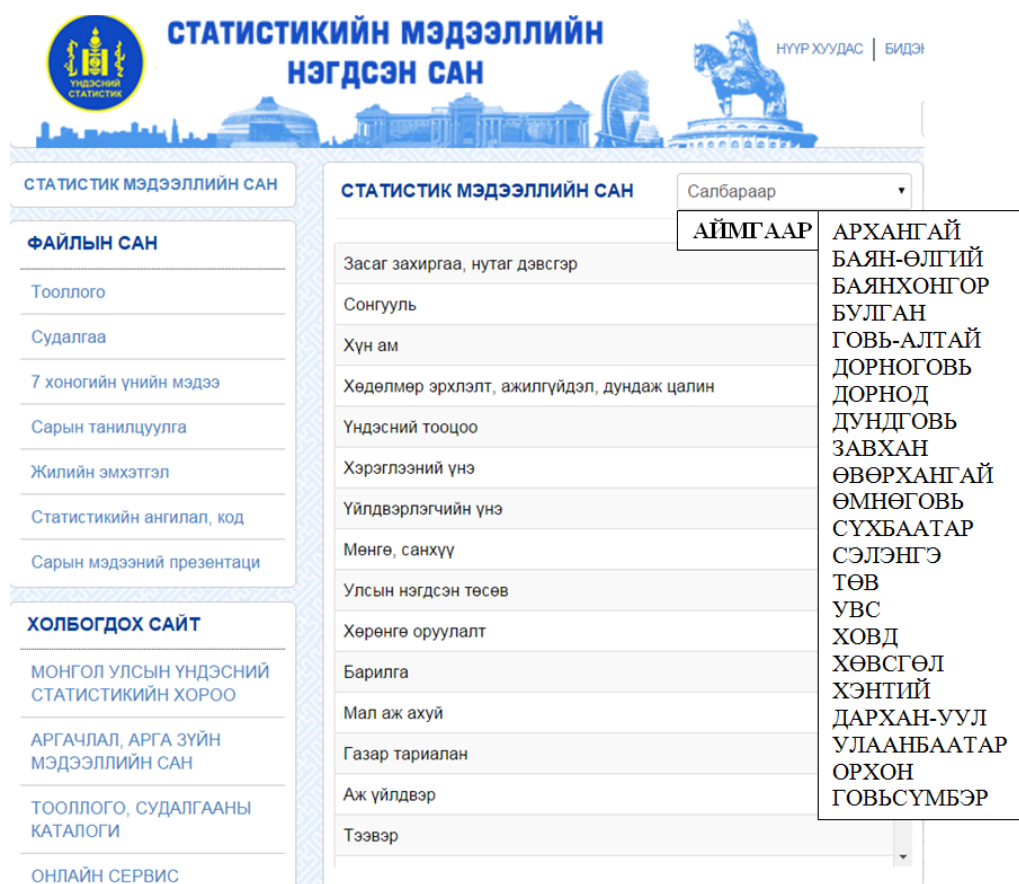 СТАТИСТИКИЙН МЭДЭЭЛЛИЙН
НЭГДСЭН САН
ҮНДЭСНИЙ
СТАТИСТИК
НҮҮР ХУУДАС | БИДЭН
СТАТИСТИК МЭДЭЭЛЛИЙН САН
ФАЙЛЫН САН
Тооллого
Судалгаа
7 хоногийн үнийн мэдээ
Сарын танилцуулга
Жилийн эмхэтгэл
Статистикийн ангилал, код
Сарын мэдээний презентаци
ХОЛБОГДОХ САЙТ
МОНГОЛ УЛСЫН ҮНДЭСНИЙ
СТАТИСТИКИЙН ХОРОО
АРГАЧЛАЛ, АРГА ЗҮЙН
МЭДЭЭЛЛИЙН САН
ТООЛЛОГО, СУДАЛГААНЫ
КАТАЛОГИ
ОНЛАЙН СЕРВИС
СТАТИСТИК МЭДЭЭЛЛИЙН САН
Салбараар
Засаг захиргаа, нутаг дэвсгэр
Сонгууль
Хүн ам
Хөдөлмөр эрхлэлт, ажилгүйдэл, дундаж цалин
Үндэсний тооцоо
Хэрэглээний үнэ
Үйлдвэрлэгчийн үнэ
Мөнгө, санхүү
Улсын нэгдсэн төсөв
Хөрөнгө оруулалт
Барилга
Мал аж ахуй
Газар тариалан
Аж үйлдвэр
Тээвэр
АЙМГААР
АРХАНГАЙ
БАЯН-ӨЛГИЙ
БАЯНХОНГОР
БУЛГАН
ГОВЬ-АЛТАЙ
ДОРНОГОВЬ
ДОРНОД
ДУНДГОВЬ
ЗАВХАН
ӨВӨРХАНГАЙ
ӨМНӨГОВЬ
СҮХБААТАР
СЭЛЭНГЭ
ТӨВ
УВС
ХОВД
ХӨВСГӨЛ
ХЭНТИЙ
ДАРХАН-УУЛ
УЛААНБААТАР
ОРХОН
ГОВЬСҮМБЭР